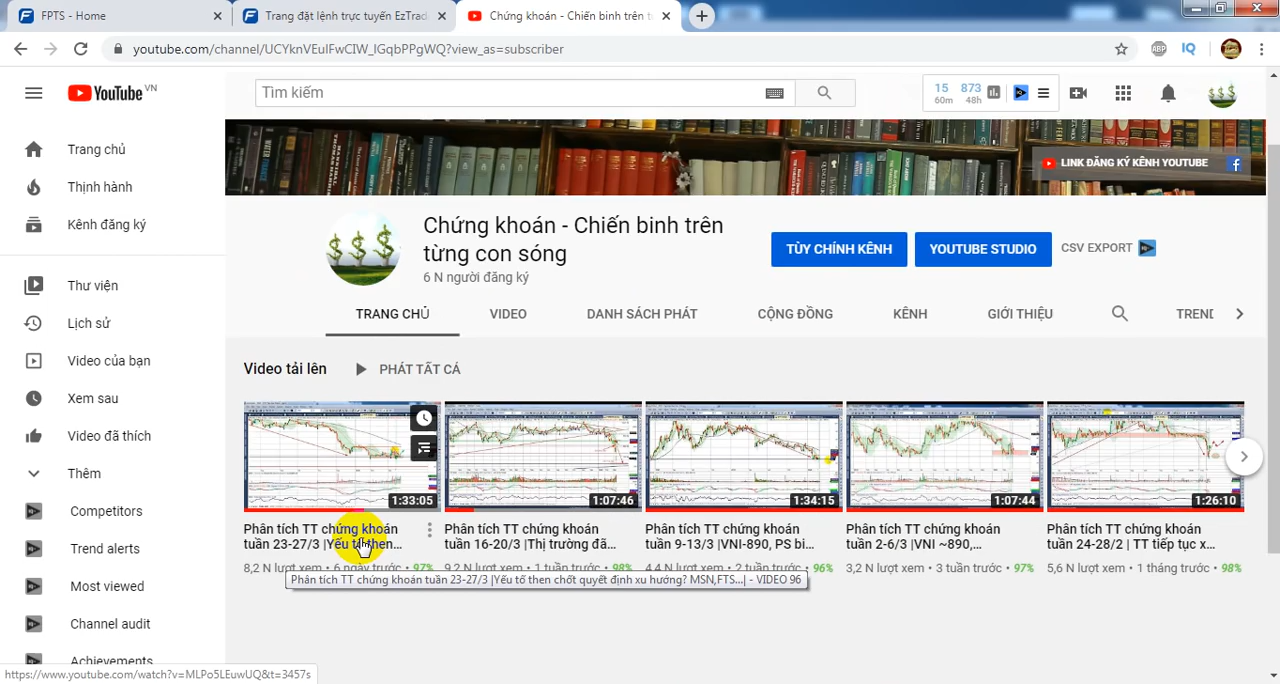 FPTS - Home
Trang đặt lệnh trực tuyến EzTrad
Chứng khoán - Chiến binh trên t
youtube.com/channel/UCYknVEuIFwCIW_lGqbPPgWQ?view_as=subscriber
ABP
IQ
YouTube VN
Tìm kiếm
15
60m
873
48h
Trang chủ
Thịnh hành
Kênh đăng ký
Thư viện
Lịch sử
Video của bạn
Xem sau
Video đã thích
Thêm
Competitors
Trend alerts
Most viewed
Channel audit
Achievements
LINK ĐĂNG KÝ KÊNH YOUTUBE
Chứng khoán - Chiến binh trên
từng con sóng
6 N người đăng ký
TÙY CHỈNH KÊNH
YOUTUBE STUDIO
CSV EXPORT
TRANG CHỦ
VIDEO
DANH SÁCH PHÁT
CỘNG ĐỒNG
KÊNH
GIỚI THIỆU
TREND
Video tải lên
PHÁT TẤT CẢ
1:33:05
Phân tích TT chứng khoán
tuần 23-27/3 |Yếu tố then...
8,2 N lượt xem • 6 ngày trước • 97%
1:07:46
Phân tích TT chứng khoán
tuần 16-20/3 |Thị trường đã...
9,2 N lượt xem • 1 tuần trước • 98%
1:34:15
Phân tích TT chứng khoán
tuần 9-13/3 |VNI-890, PS bi...
4,4 N lượt xem • 2 tuần trước • 96%
1:07:44
Phân tích TT chứng khoán
tuần 2-6/3 |VNI ~890,...
3,2 N lượt xem • 3 tuần trước • 97%
1:26:10
Phân tích TT chứng khoán
tuần 24-28/2 | TT tiếp tục x...
5,6 N lượt xem • 1 tháng trước • 98%
Phân tích TT chứng khoán tuần 23-27/3 |Yếu tố then chốt quyết định xu hướng? MSN,FTS...| - VIDEO 96
https://www.youtube.com/watch?v=MLPo5LEuwUQ&t=3457s